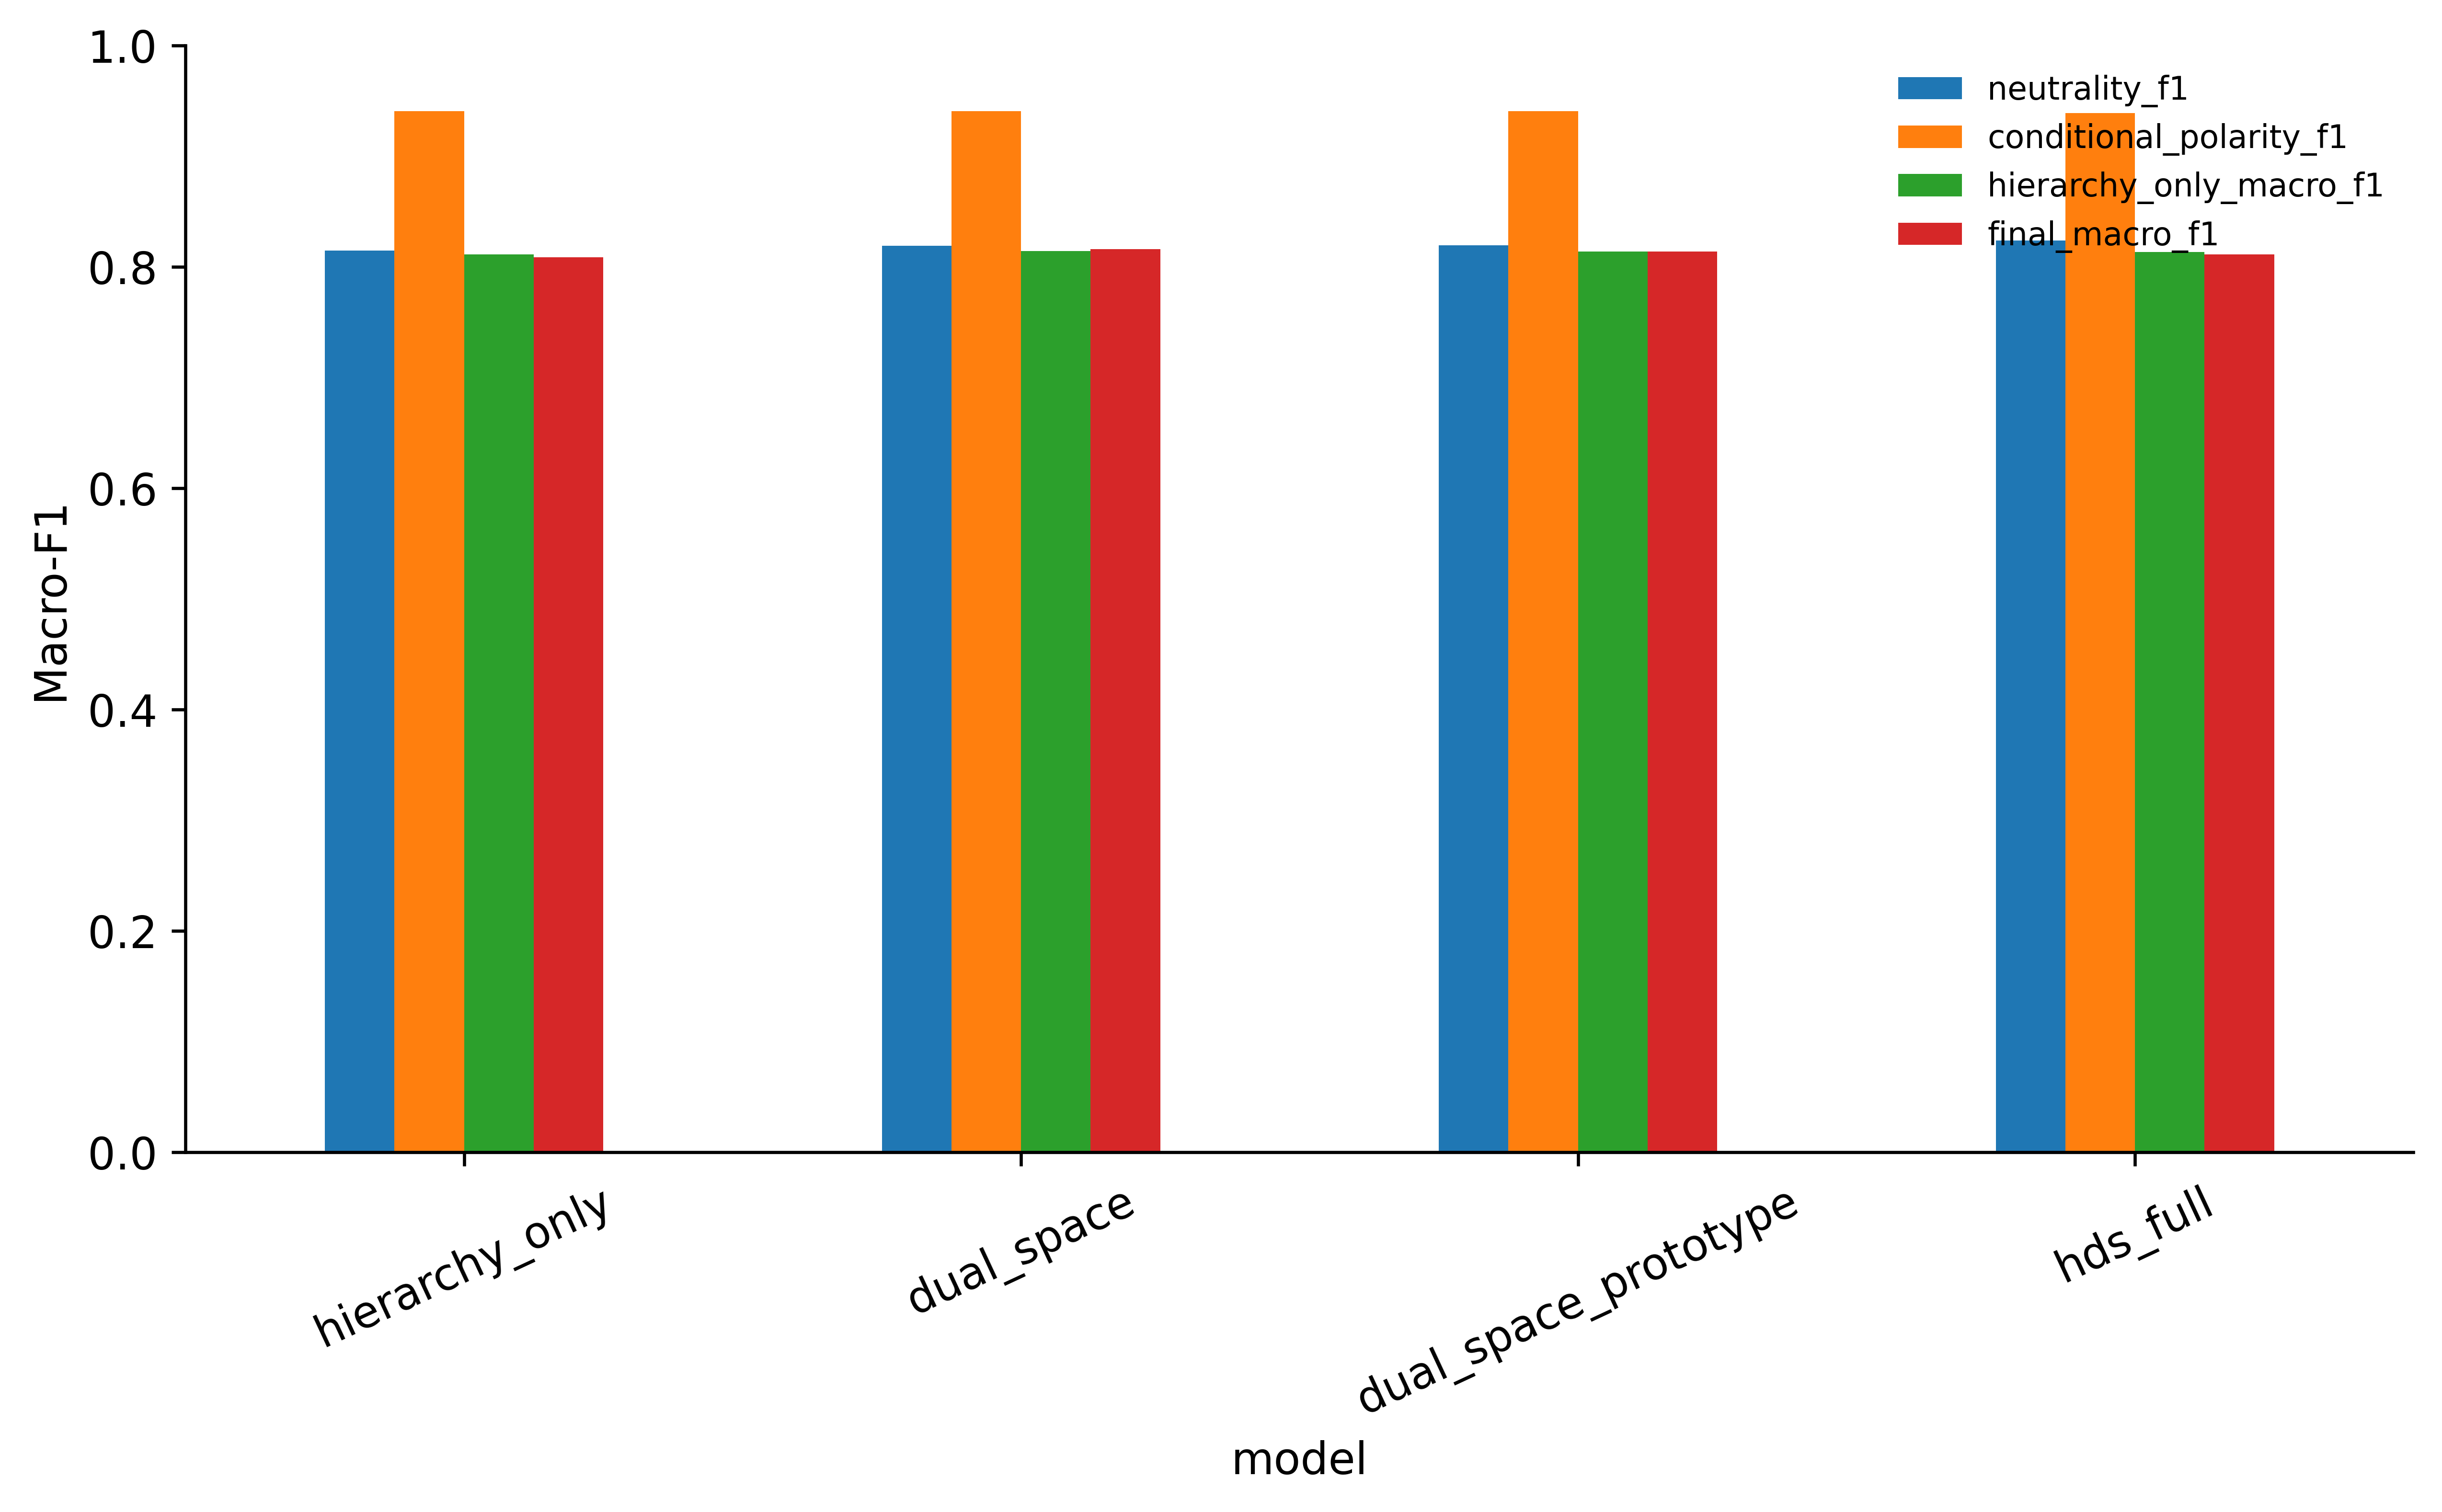 1.0
0.8
0.6
0.4
0.2
0.0
Macro-F1
neutrality_f1
conditional_polarity_f1
hierarchy_only_macro_f1
final_macro_f1
hierarchy_only
dual_space
dual_space_prototype
hds_full
model